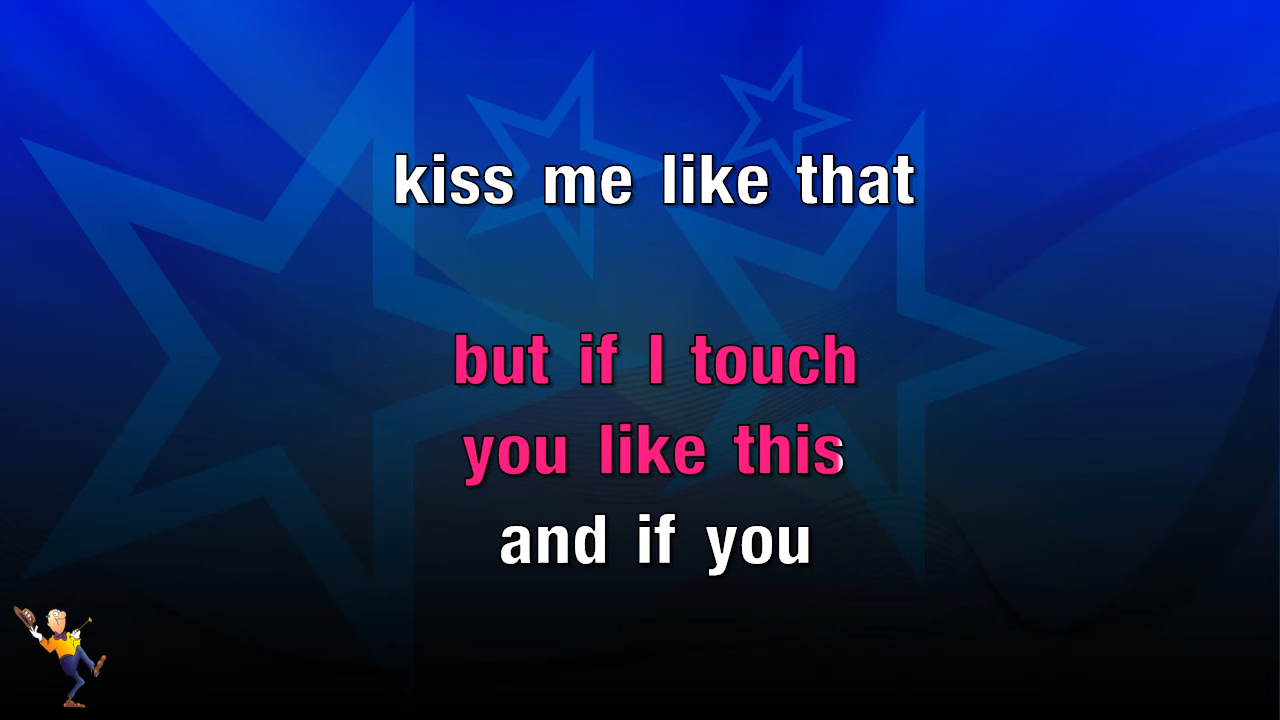 kiss me like that
but if I touch
you like this
and if you